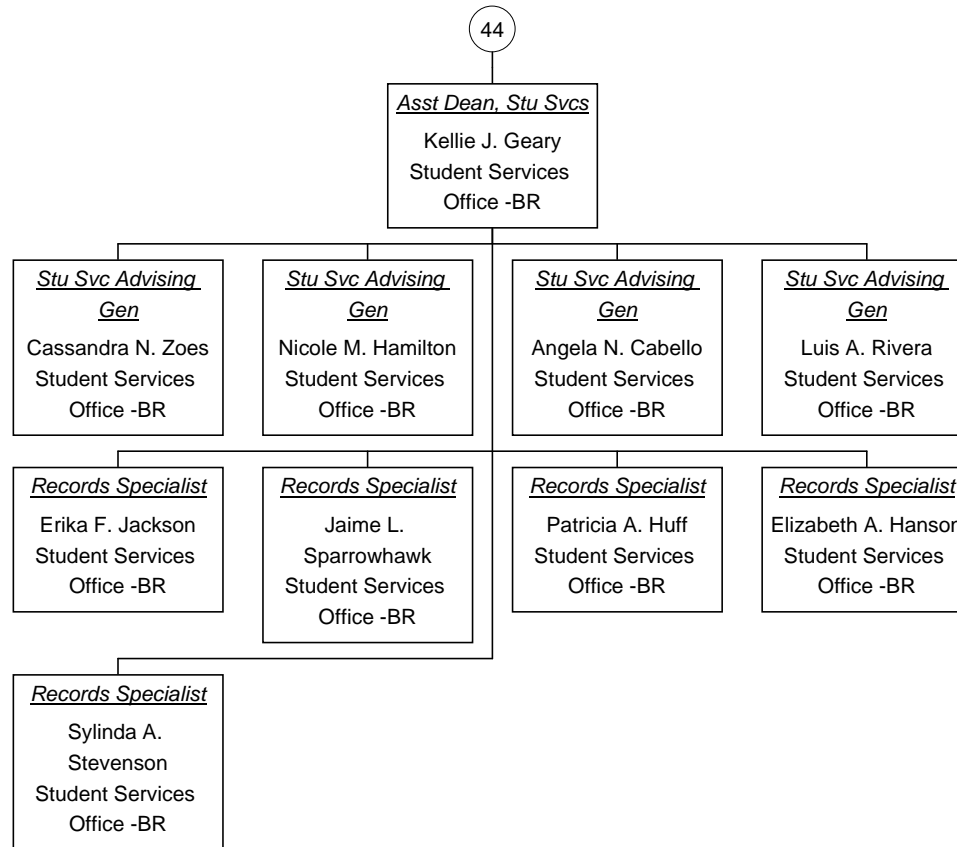 44
Asst Dean, Stu Svcs
Kellie J. Geary
Student Services
Office -BR
Stu Svc Advising
Gen
Cassandra N. Zoes
Student Services
Office -BR
Stu Svc Advising
Gen
Nicole M. Hamilton
Student Services
Office -BR
Stu Svc Advising
Gen
Angela N. Cabello
Student Services
Office -BR
Stu Svc Advising
Gen
Luis A. Rivera
Student Services
Office -BR
Records Specialist
Erika F. Jackson
Student Services
Office -BR
Records Specialist
Jaime L.
Sparrowhawk
Student Services
Office -BR
Records Specialist
Patricia A. Huff
Student Services
Office -BR
Records Specialist
Elizabeth A. Hanson
Student Services
Office -BR
Records Specialist
Sylinda A.
Stevenson
Student Services
Office -BR